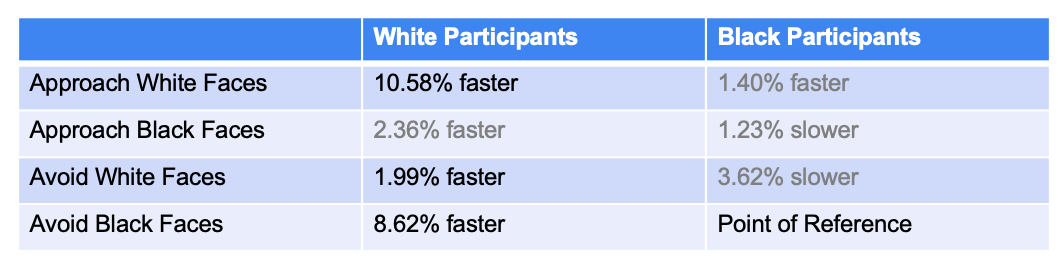 White Participants Black Participants
Approach White Faces 10.58% faster 1.40% faster
Approach Black Faces 2.36% faster 1.23% slower
Avoid White Faces 1.99% faster 3.62% slower
Avoid Black Faces 8.62% faster Point of Reference